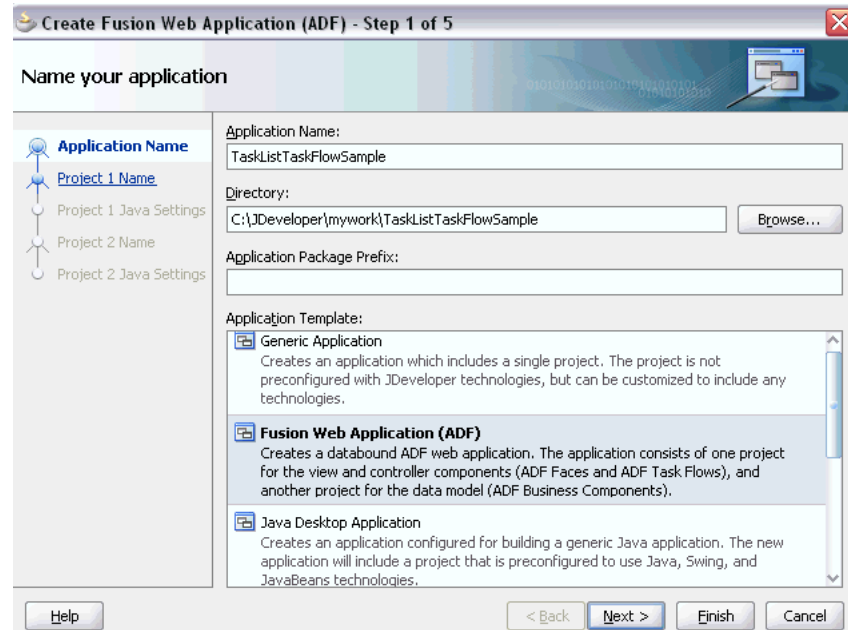 Create Fusion Web Application (ADF) - Step 1 of 5
Name your application
Application Name
Project 1 Name
Project 1 Java Settings
Project 2 Name
Project 2 Java Settings
Application Name:
TaskListTaskFlowSample
Directory:
C:\JDeveloper\mywork\TaskListTaskFlowSample
Browse...
Application Package Prefix:
Application Template:
Generic Application
Creates an application which includes a single project. The project is not
preconfigured with JDeveloper technologies, but can be customized to include any
technologies.
Fusion Web Application (ADF)
Creates a databound ADF web application. The application consists of one project
for the view and controller components (ADF Faces and ADF Task Flows), and
another project for the data model (ADF Business Components).
Java Desktop Application
Creates an application configured for building a generic Java application. The new
application will include a project that is preconfigured to use Java, Swing, and
JavaBeans technologies.
Help
< Back
Next >
Finish
Cancel